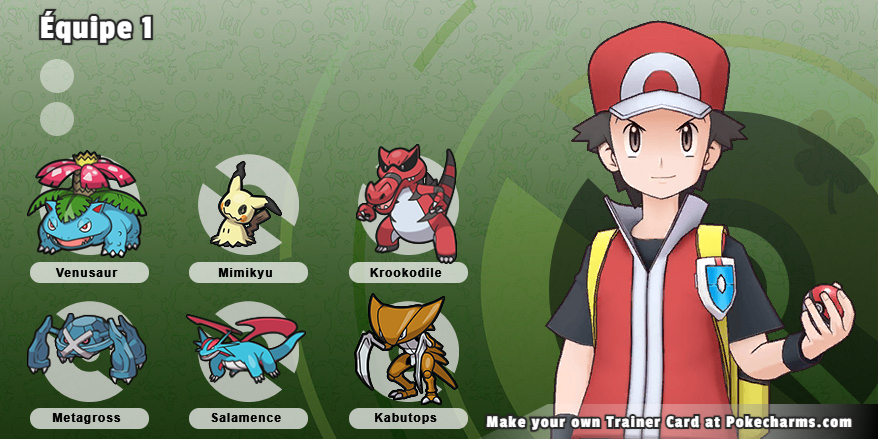 Équipe 1
Venusaur
Mimikyu
Krookodile
Metagross
Salamence
Kabutops
Make your own Trainer Card at Pokecharms.com